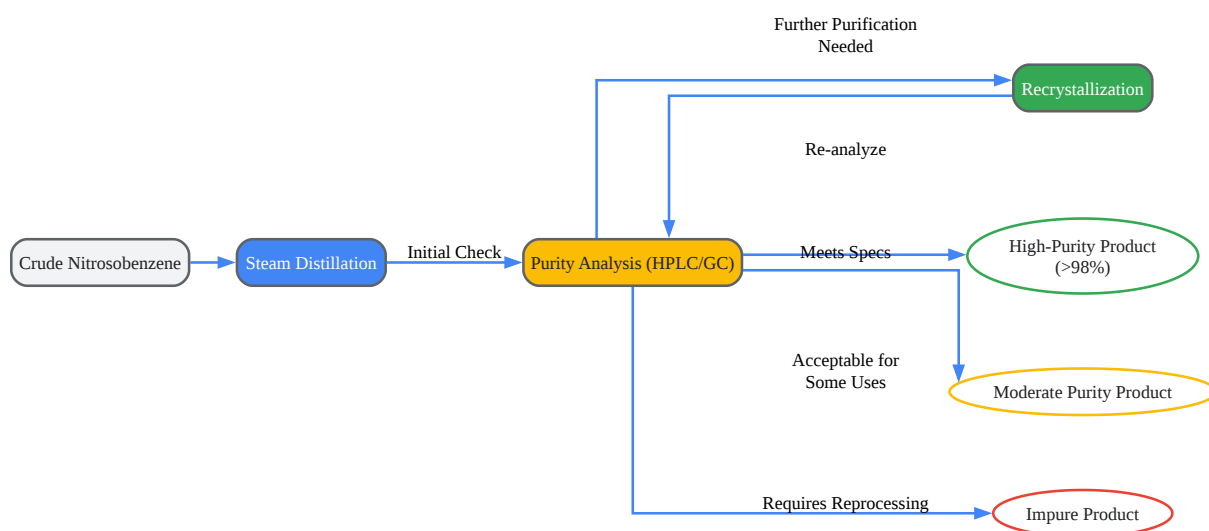 Further Purification
Needed
Recrystallization
Re-analyze
Crude Nitrosobenzene
Steam Distillation
Initial Check
Purity Analysis (HPLC/GC)
Meets Specs
High-Purity Product
(>98%)
Acceptable for
Some Uses
Moderate Purity Product
Requires Reprocessing
Impure Product